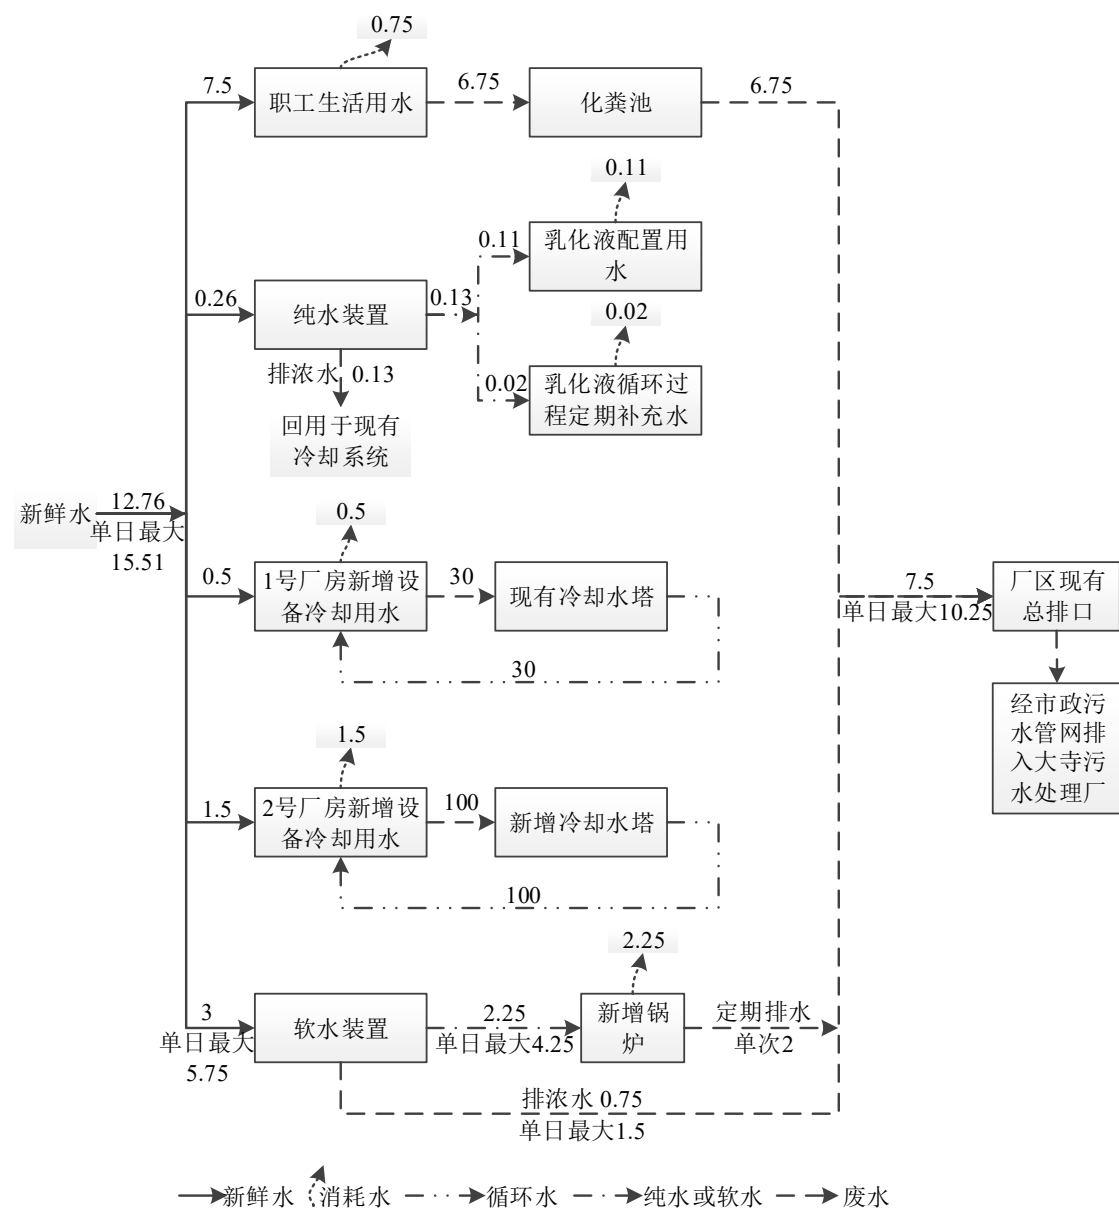 0.75
7.5
职工生活用水
6.75
化粪池
6.75
0.11
0.11
乳化液配置用
水
0.26
纯水装置
0.13
0.02
排浓水 0.13
0.02
乳化液循环过
程定期补充水
回用于现有
冷却系统
新鲜水
12.76
单日最大
15.51
0.5
0.5
1号厂房新增设
备冷却用水
30
现有冷却水塔
30
7.5
单日最大10.25
厂区现有
总排口
经市政污
水管网排
入大寺污
水处理厂
1.5
1.5
2号厂房新增设
备冷却用水
100
新增冷却水塔
100
2.25
3
单日最大
5.75
软水装置
2.25
单日最大4.25
新增锅
炉
定期排水
单次2
排浓水 0.75
单日最大1.5
新鲜水 消耗水 循环水 纯水或软水 废水